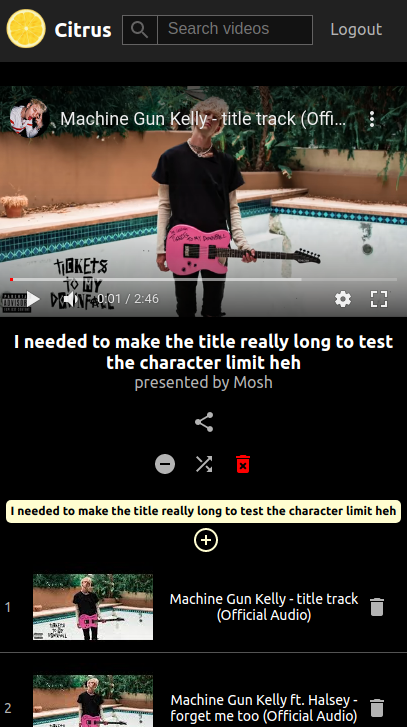 Citrus
Search videos
Logout
Machine Gun Kelly - title track (Offi...
TICKETS
TO MY
DOWNFALL
0:01 / 2:46
I needed to make the title really long to test
the character limit heh
presented by Mosh
I needed to make the title really long to test the character limit heh
1
Machine Gun Kelly - title track
(Official Audio)
2
Machine Gun Kelly ft. Halsey -
forget me too (Official Audio)